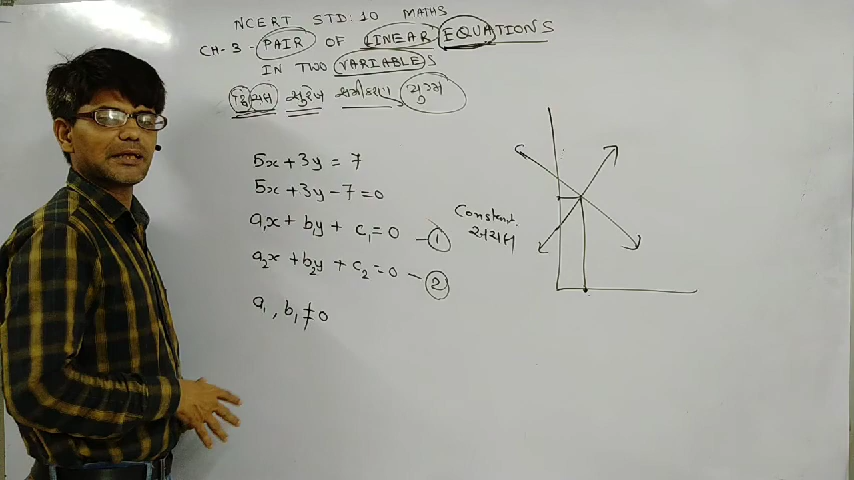 NCERT STD: 10 MATHS
CH-3 - PAIR OF LINEAR EQUATIONS
IN TWO VARIABLES
સુરેખ સમીકરણ યુગ્મ
5x + 3y = 7
5x + 3y - 7 = 0
a₁x + b₁y + c₁ = 0 - ①
a₂x + b₂y + c₂ = 0 - ②
a₁, b₁ ≠ 0
Constant.
અચળ